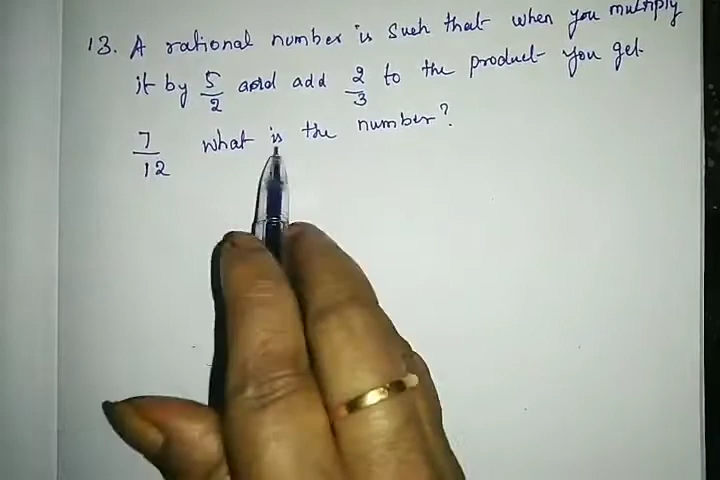 13. A rational number is such that when you multiply
it by 5/2 and add 2/3 to the product you get
7/12 what is the number?